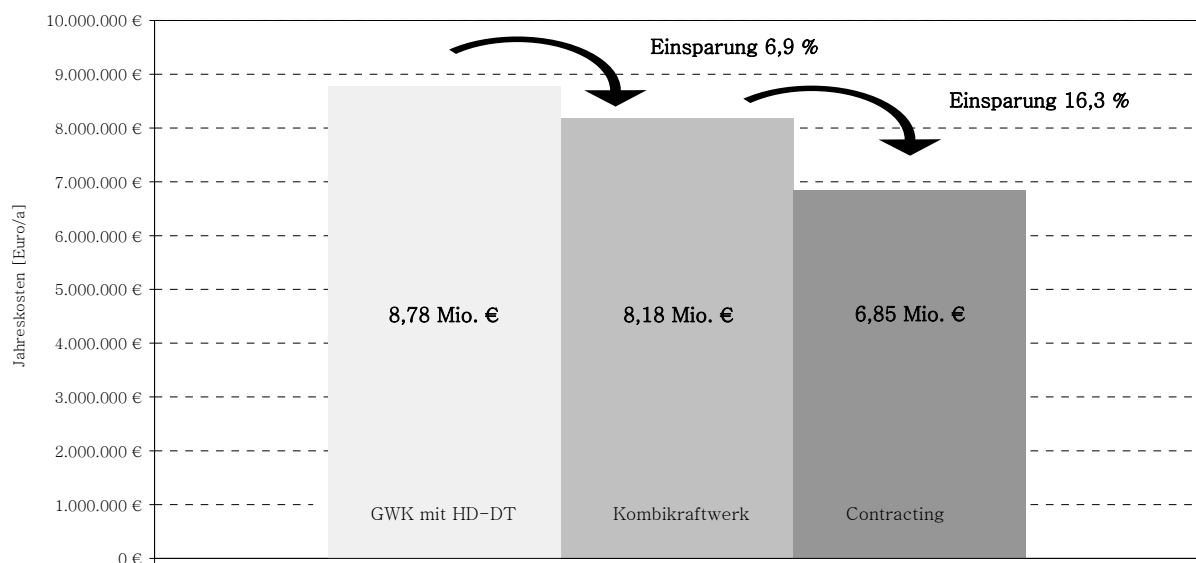 10.000.000 €
9.000.000 €
8.000.000 €
7.000.000 €
6.000.000 €
5.000.000 €
4.000.000 €
3.000.000 €
2.000.000 €
1.000.000 €
0 €
Jahreskosten [Euro/a]
Einsparung 6,9 %
Einsparung 16,3 %
8,78 Mio. €
8,18 Mio. €
6,85 Mio. €
GWK mit HD-DT
Kombikraftwerk
Contracting